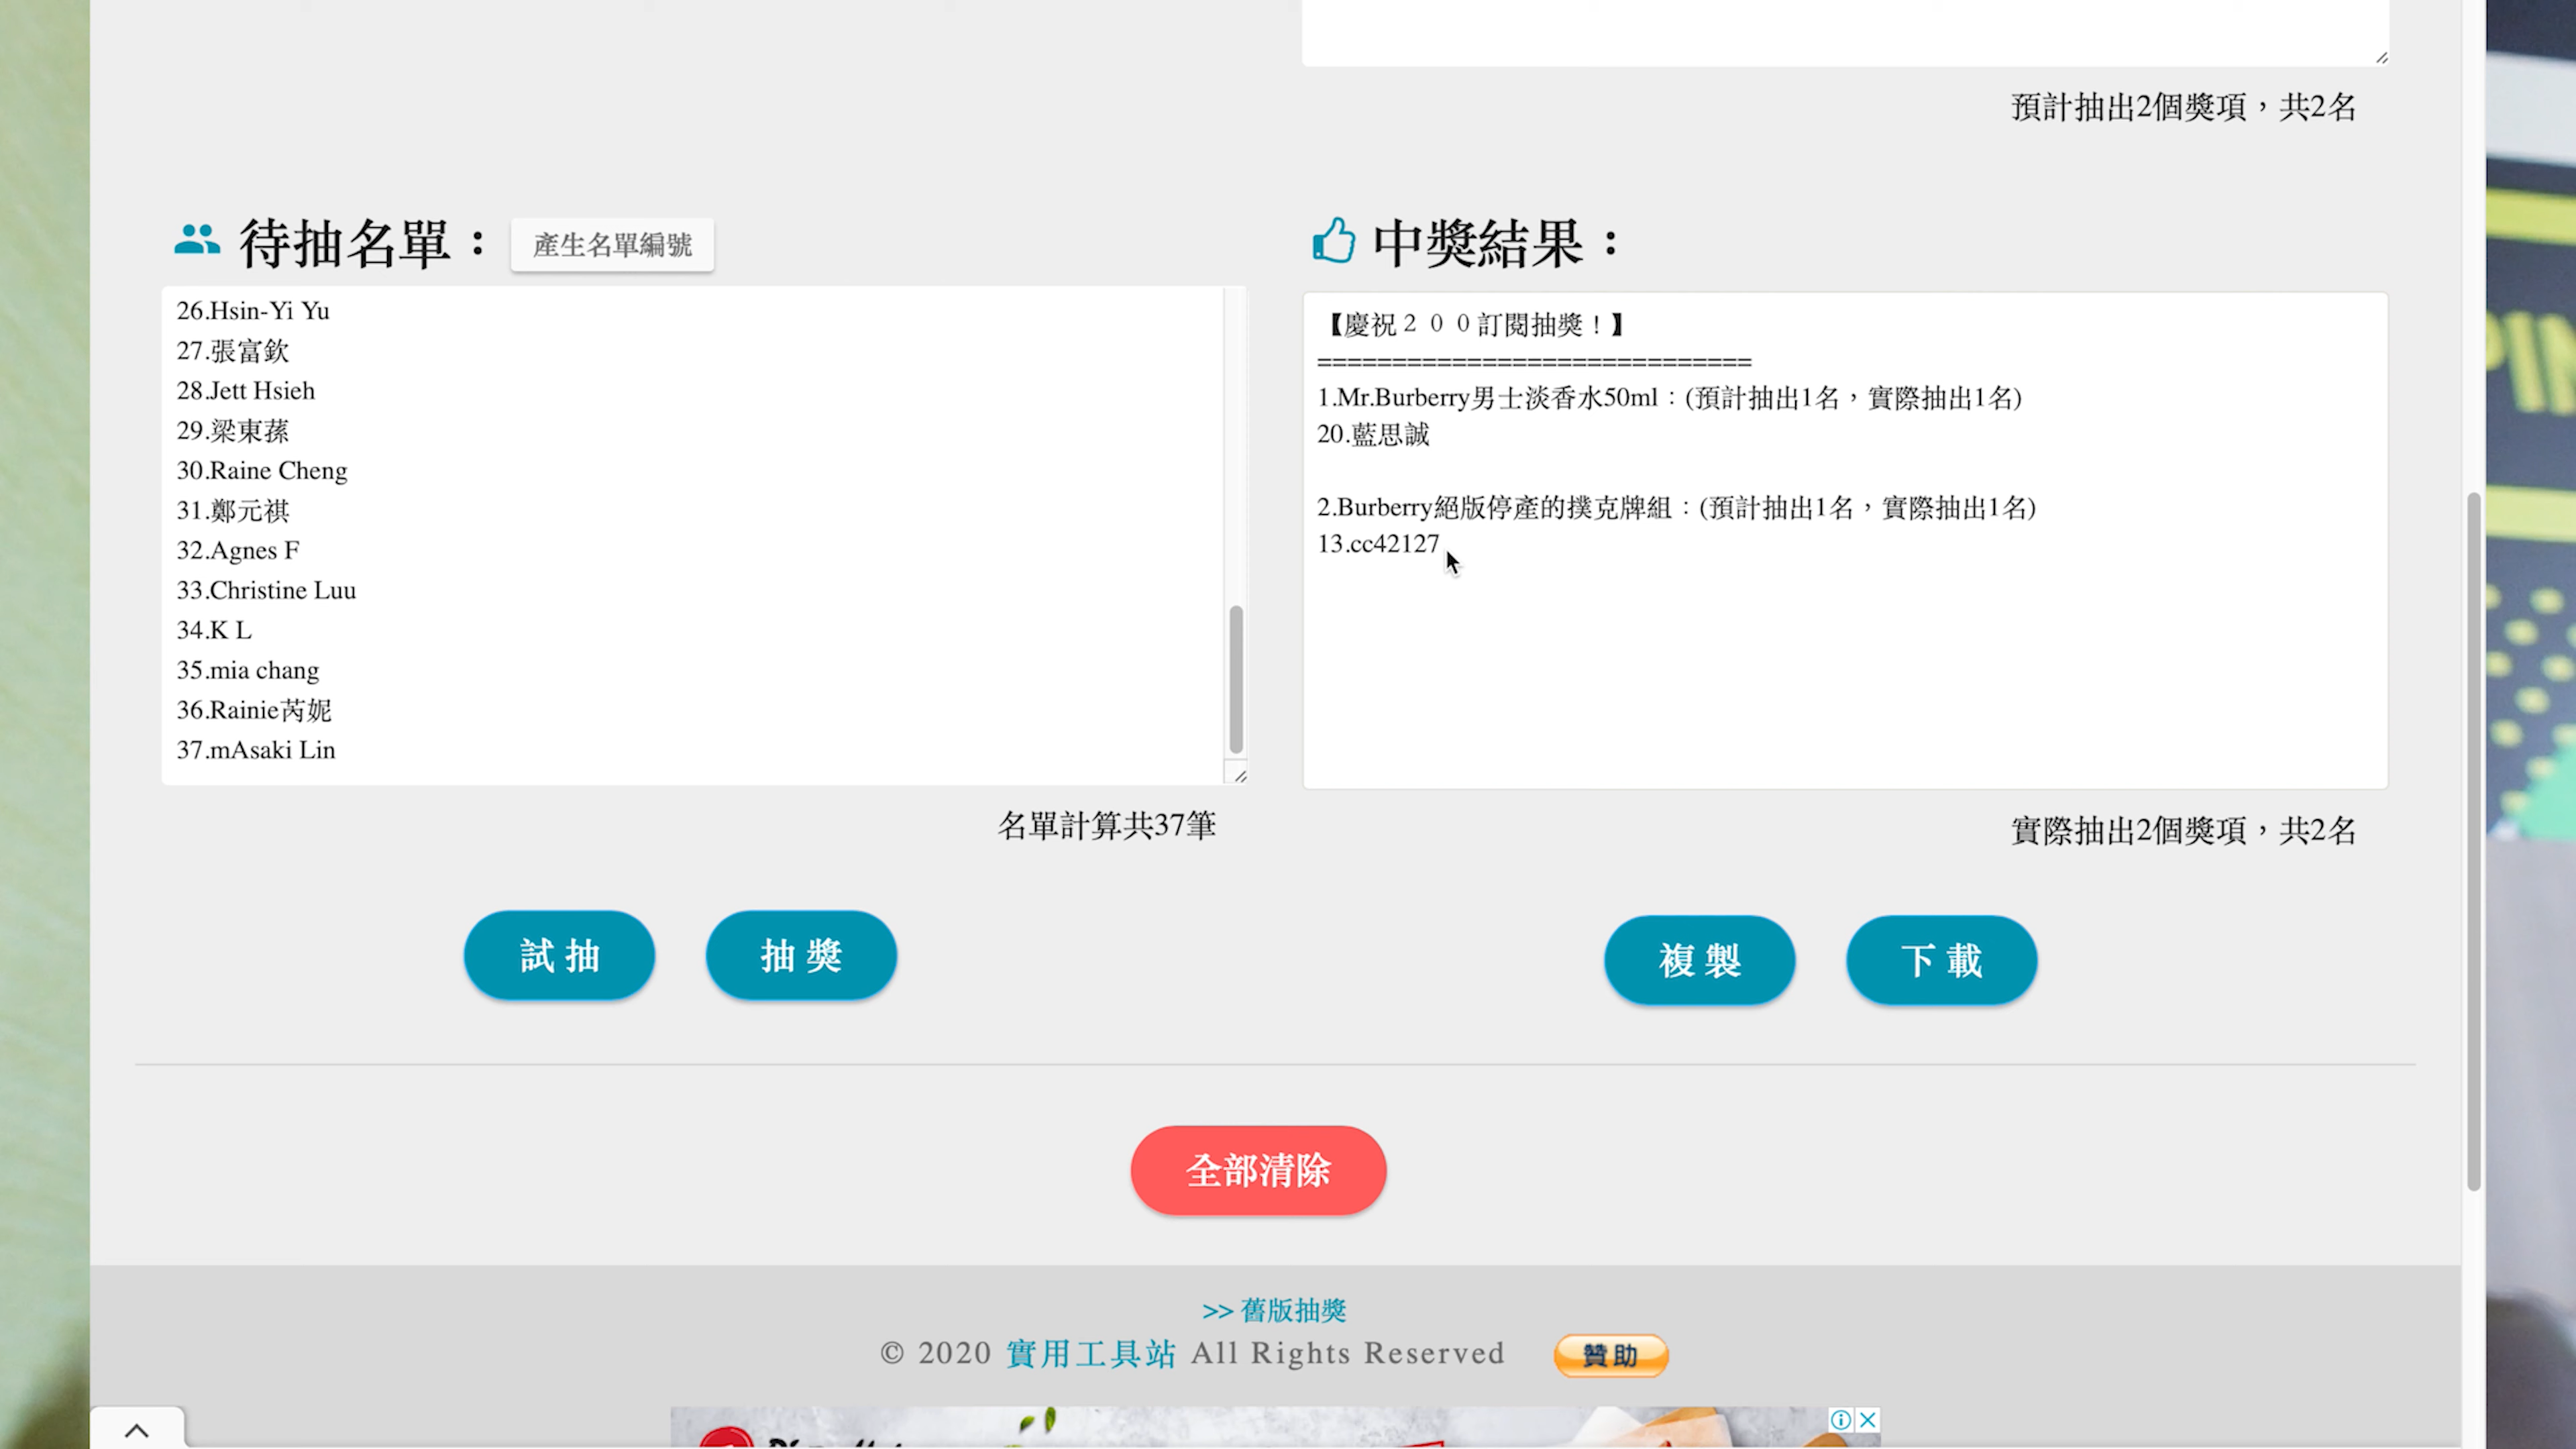 預計抽出2個獎項，共2名
待抽名單：
產生名單編號
26.Hsin-Yi Yu
27.張富欽
28.Jett Hsieh
29.梁東蓀
30.Raine Cheng
31.鄭元祺
32.Agnes F
33.Christine Luu
34.K L
35.mia chang
36.Rainie芮妮
37.mAsaki Lin
名單計算共37筆
試抽
抽獎
中獎結果：
【慶祝２００訂閱抽獎！】
=============================
1.Mr.Burberry男士淡香水50ml：(預計抽出1名，實際抽出1名)
20.藍思誠
2.Burberry絕版停產的撲克牌組：(預計抽出1名，實際抽出1名)
13.cc42127
實際抽出2個獎項，共2名
複製
下載
全部清除
>> 舊版抽獎
© 2020 實用工具站 All Rights Reserved
贊助